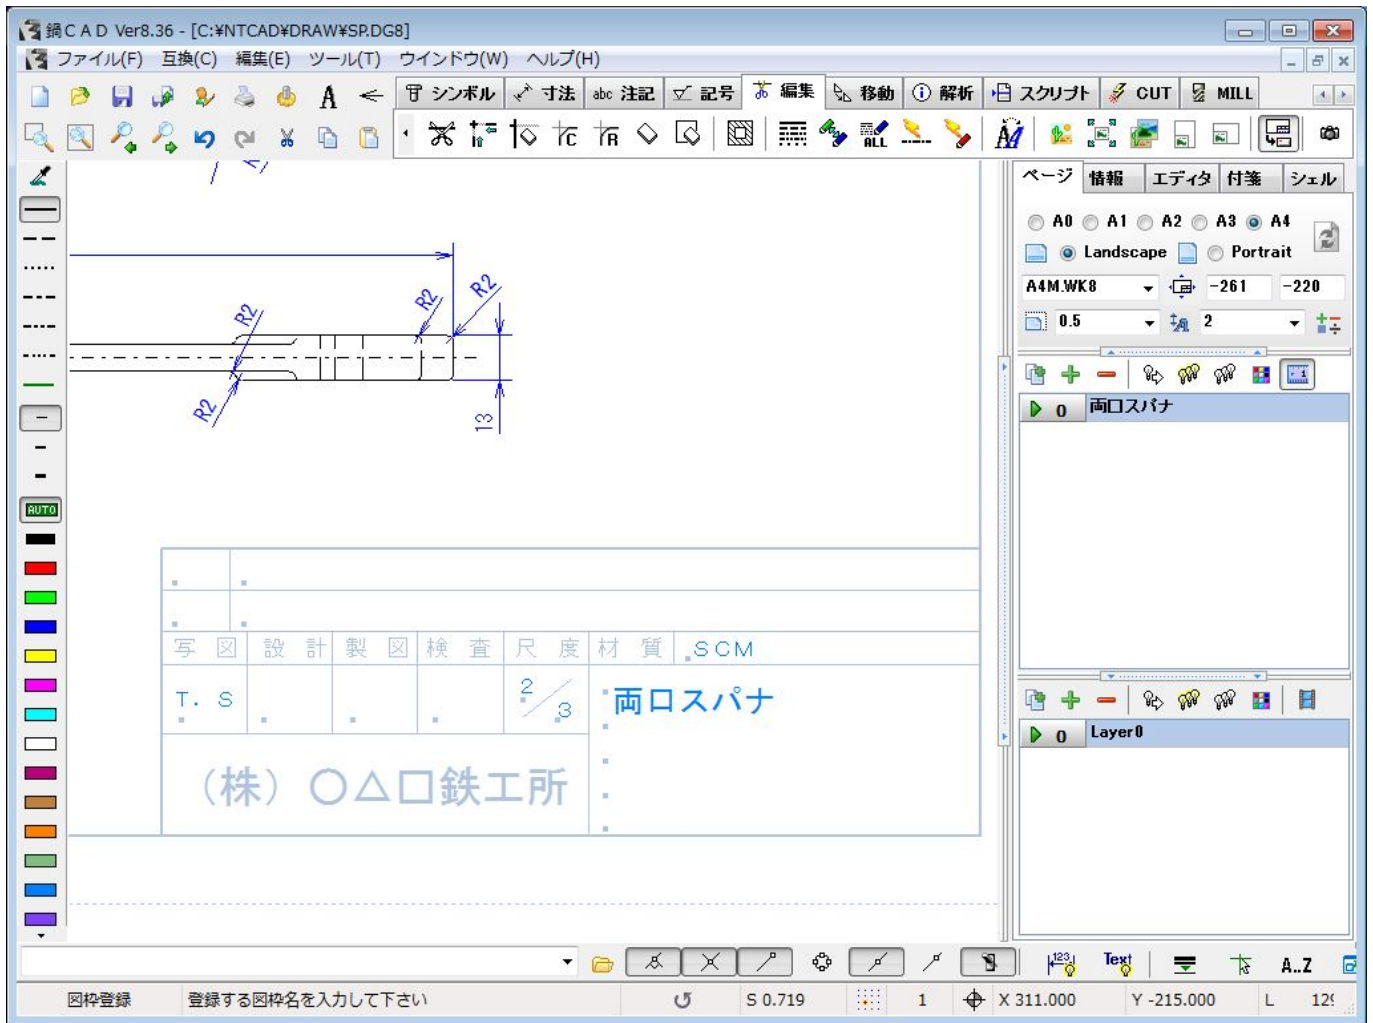 鍋CAD Ver8.36 - [C:¥NTCAD¥DRAW¥SP.DG8]
ファイル(F) 互換(C) 編集(E) ツール(T) ウインドウ(W) ヘルプ(H)
A シンボル 寸法 abc 注記 記号 編集 移動 解析 スクリプト CUT MILL
ALL
ページ 情報 エディタ 付箋 シェル
A0 A1 A2 A3 A4
Landscape Portrait
A4M.WK8 -261 -220
0.5 2
0 両口スパナ
0 Layer0
AUTO
R2
R2
R2
R2
13
写図 設計 製図 検査 尺度 材質 SCM
T.S 2/3 両口スパナ
（株）〇△口鉄工所
123 Text A..Z
図枠登録 登録する図枠名を入力して下さい S 0.719 1 X 311.000 Y -215.000 L